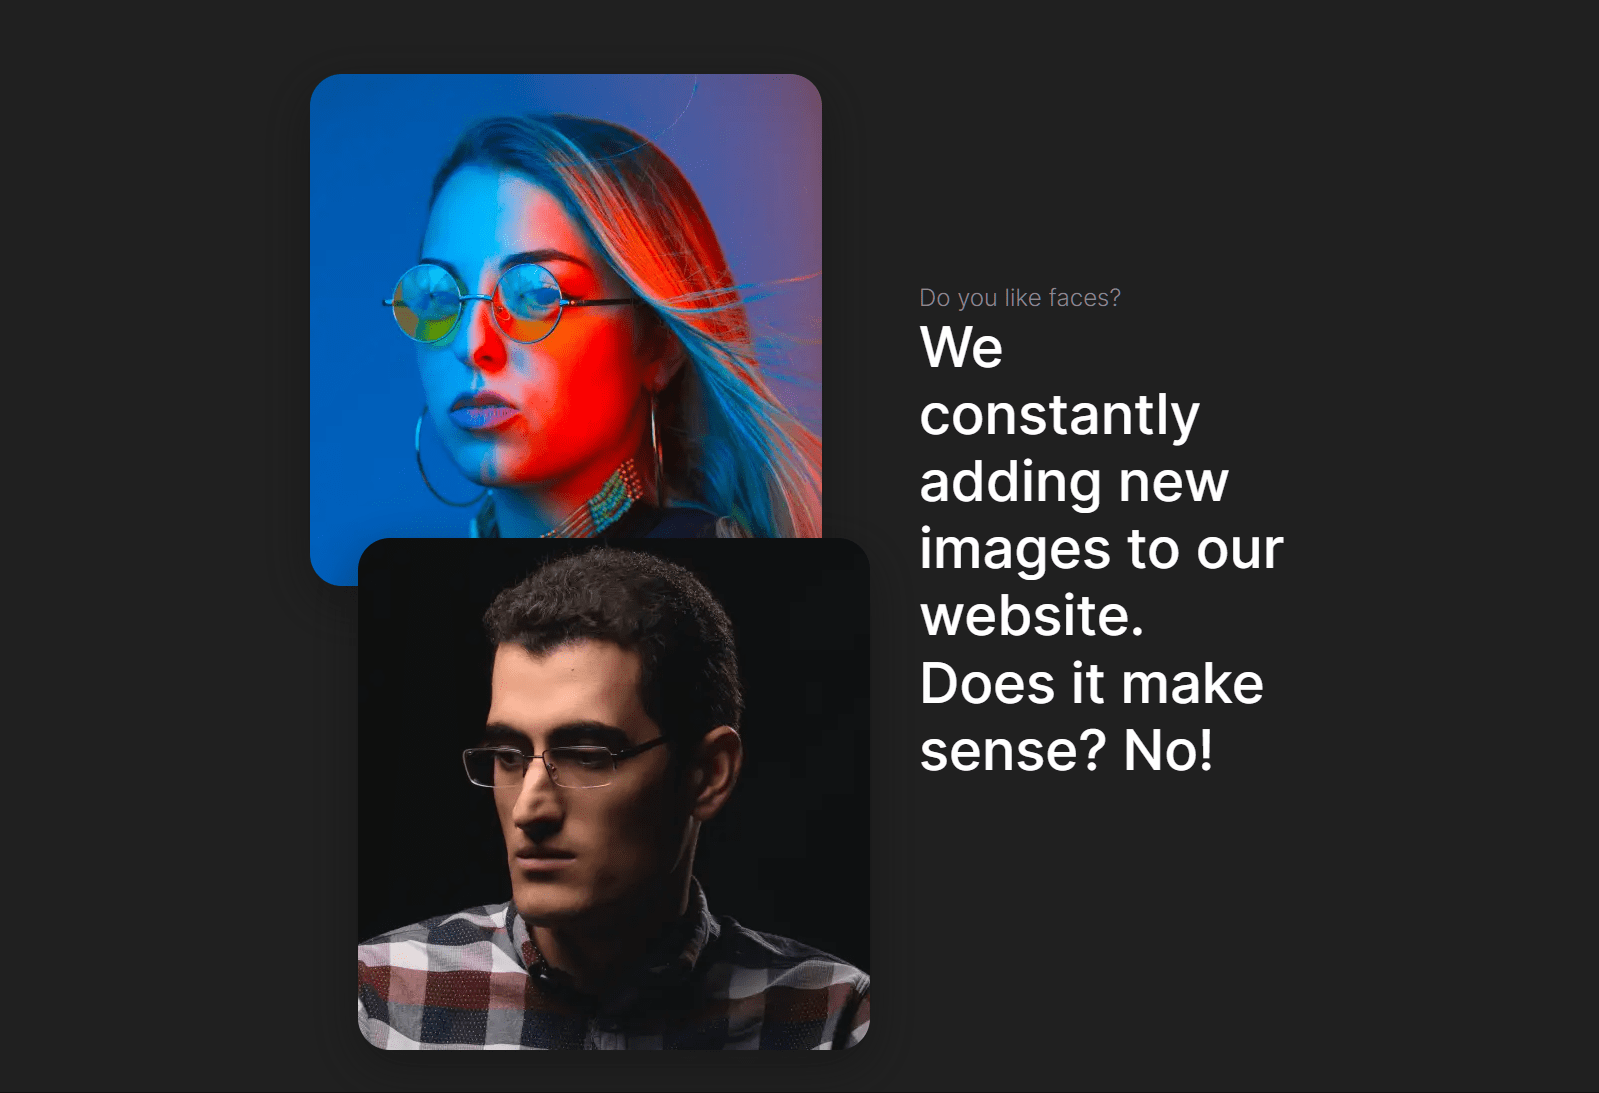 Do you like faces?
We
constantly
adding new
images to our
website.
Does it make
sense? No!